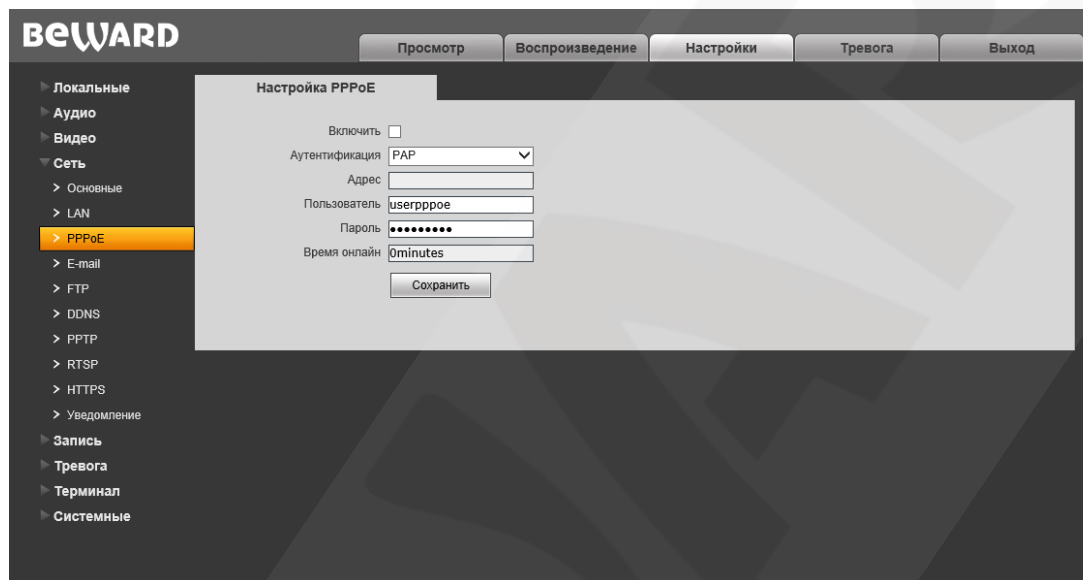 BEWARD
Просмотр
Воспроизведение
Настройки
Тревога
Выход
Локальные
Аудио
Видео
Сеть
Основные
LAN
PPPoE
E-mail
FTP
DDNS
PPTP
RTSP
HTTPS
Уведомление
Запись
Тревога
Терминал
Системные
Настройка PPPoE
Включить
Аутентификация PAP
Адрес
Пользователь userpppoe
Пароль •••••••••
Время онлайн 0minutes
Сохранить